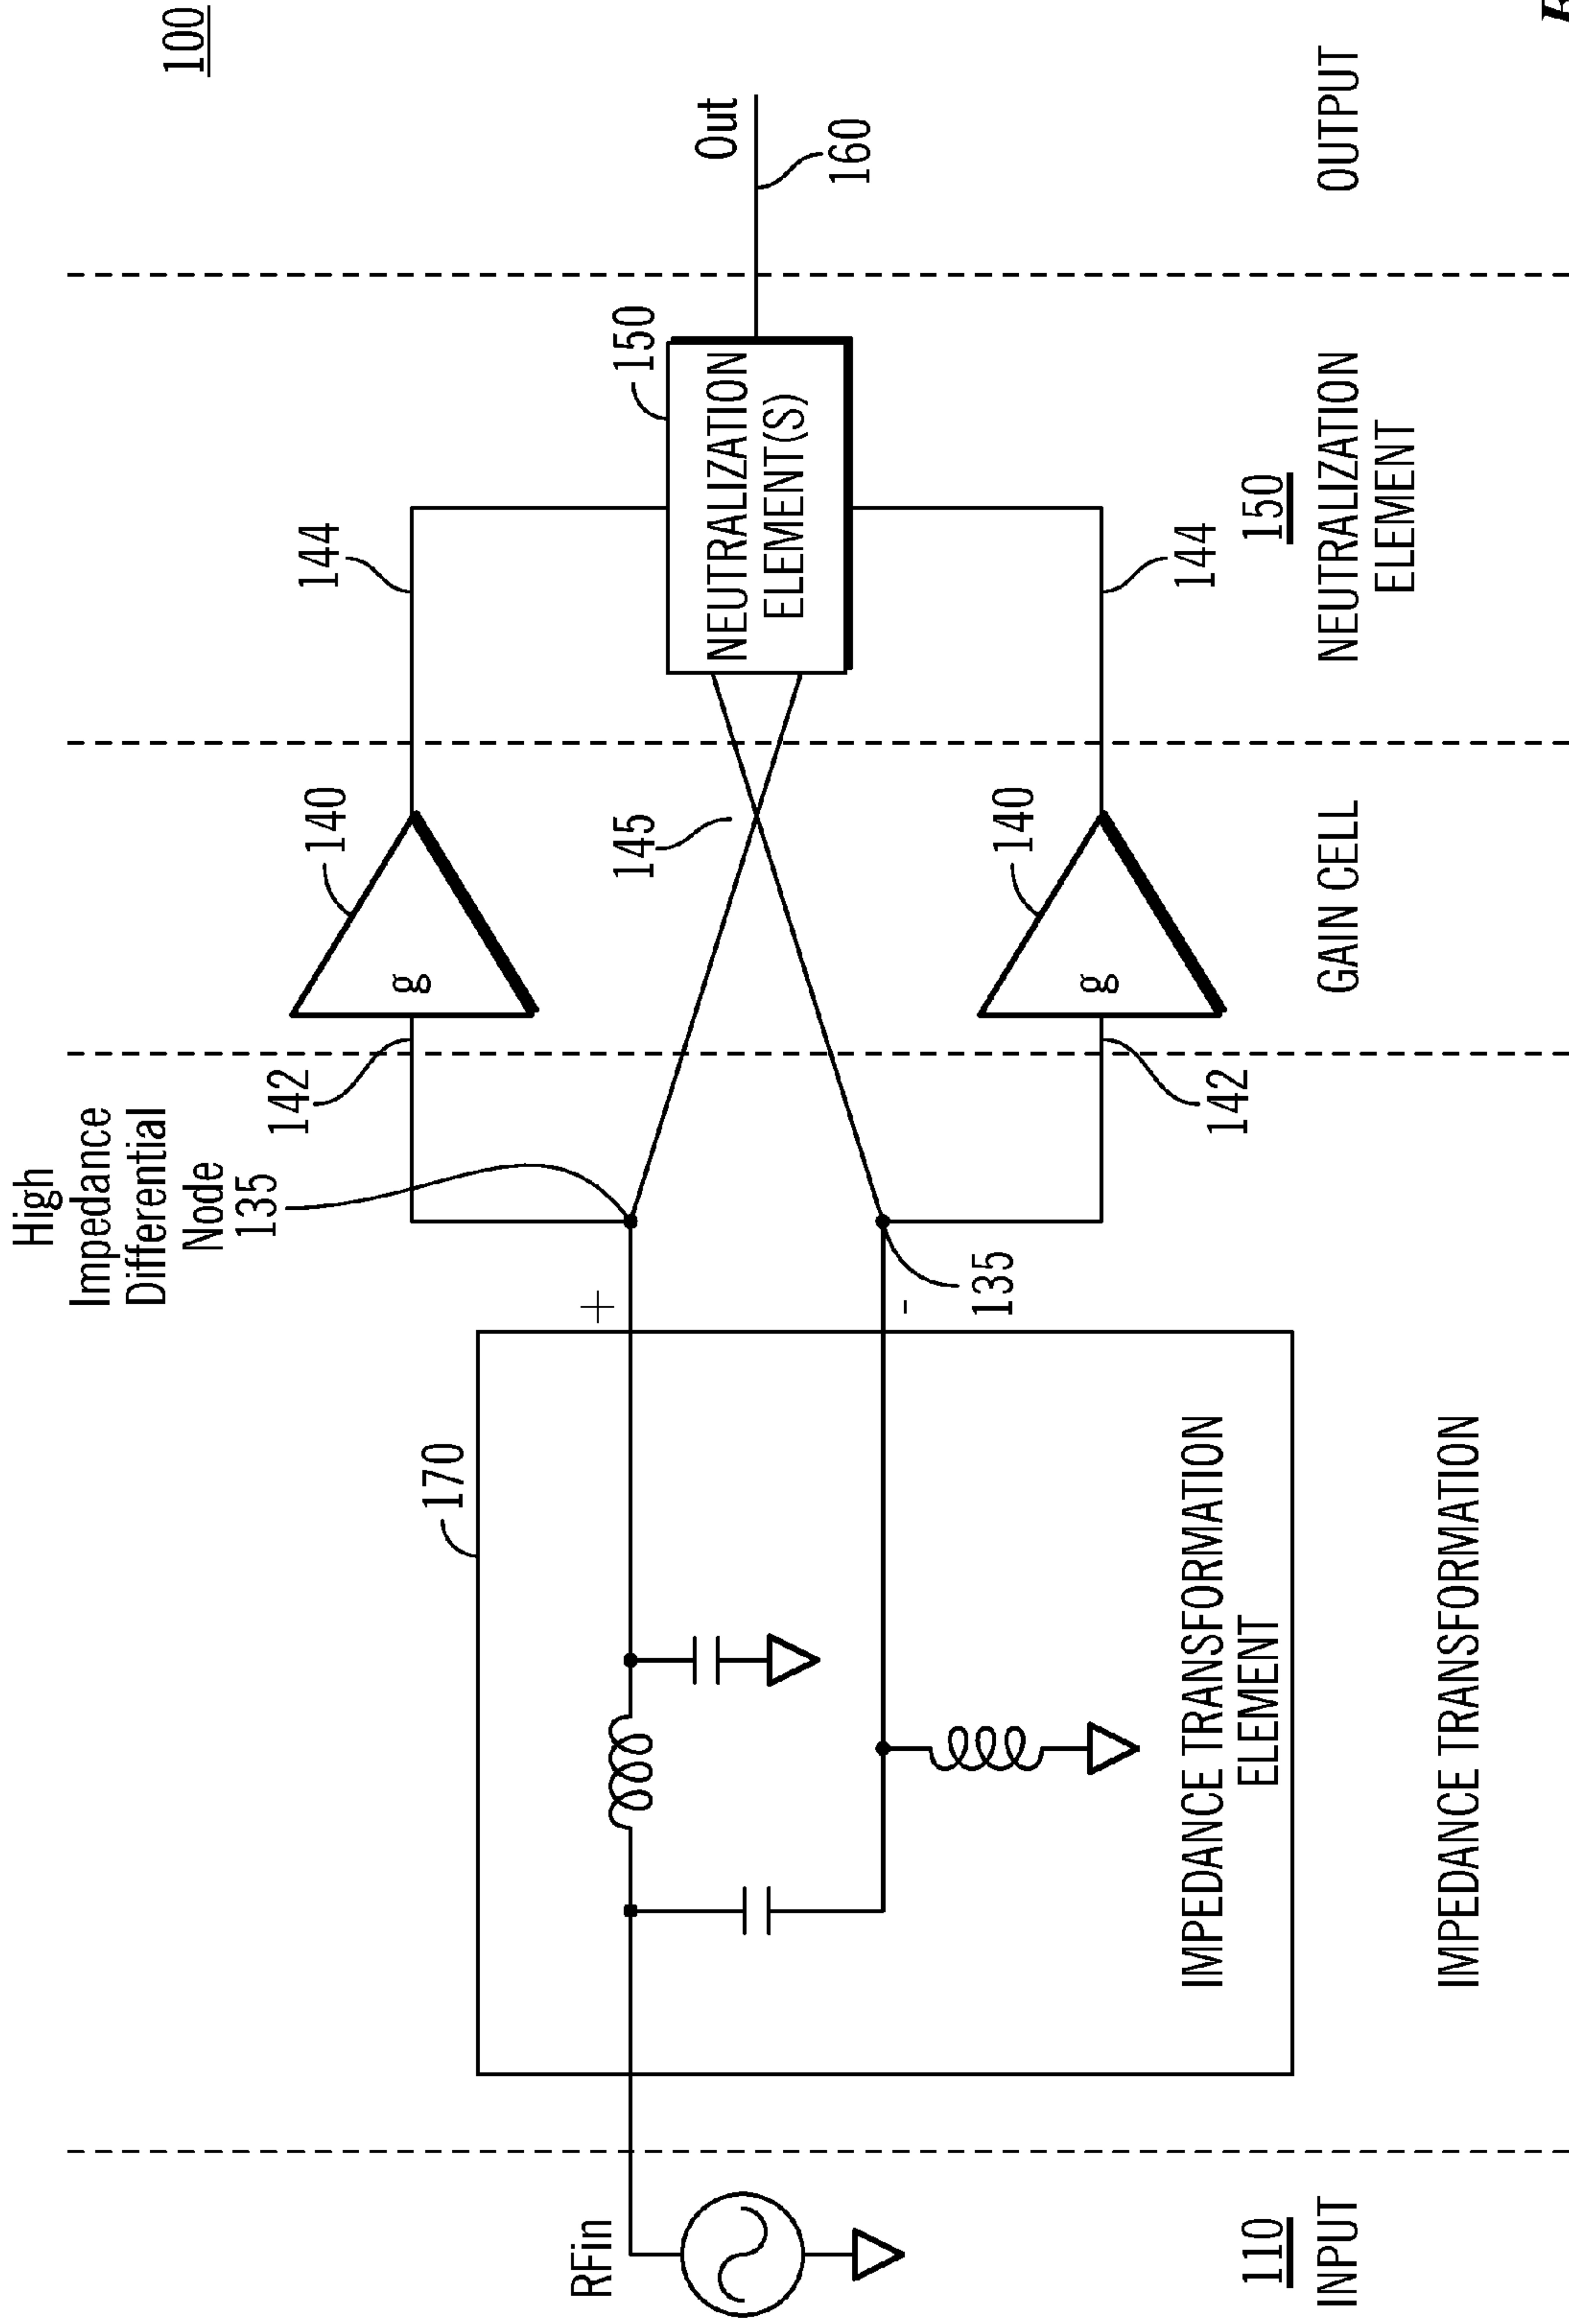 100
High
Impedance
Differential
Node
135
142
140
g
144
145
150
NEUTRALIZATION
ELEMENT(S)
Out
160
170
+
-
135
142
140
g
144
RFin
IMPEDANCE TRANSFORMATION
ELEMENT
110
INPUT
IMPEDANCE TRANSFORMATION
GAIN CELL
150
NEUTRALIZATION
ELEMENT
OUTPUT